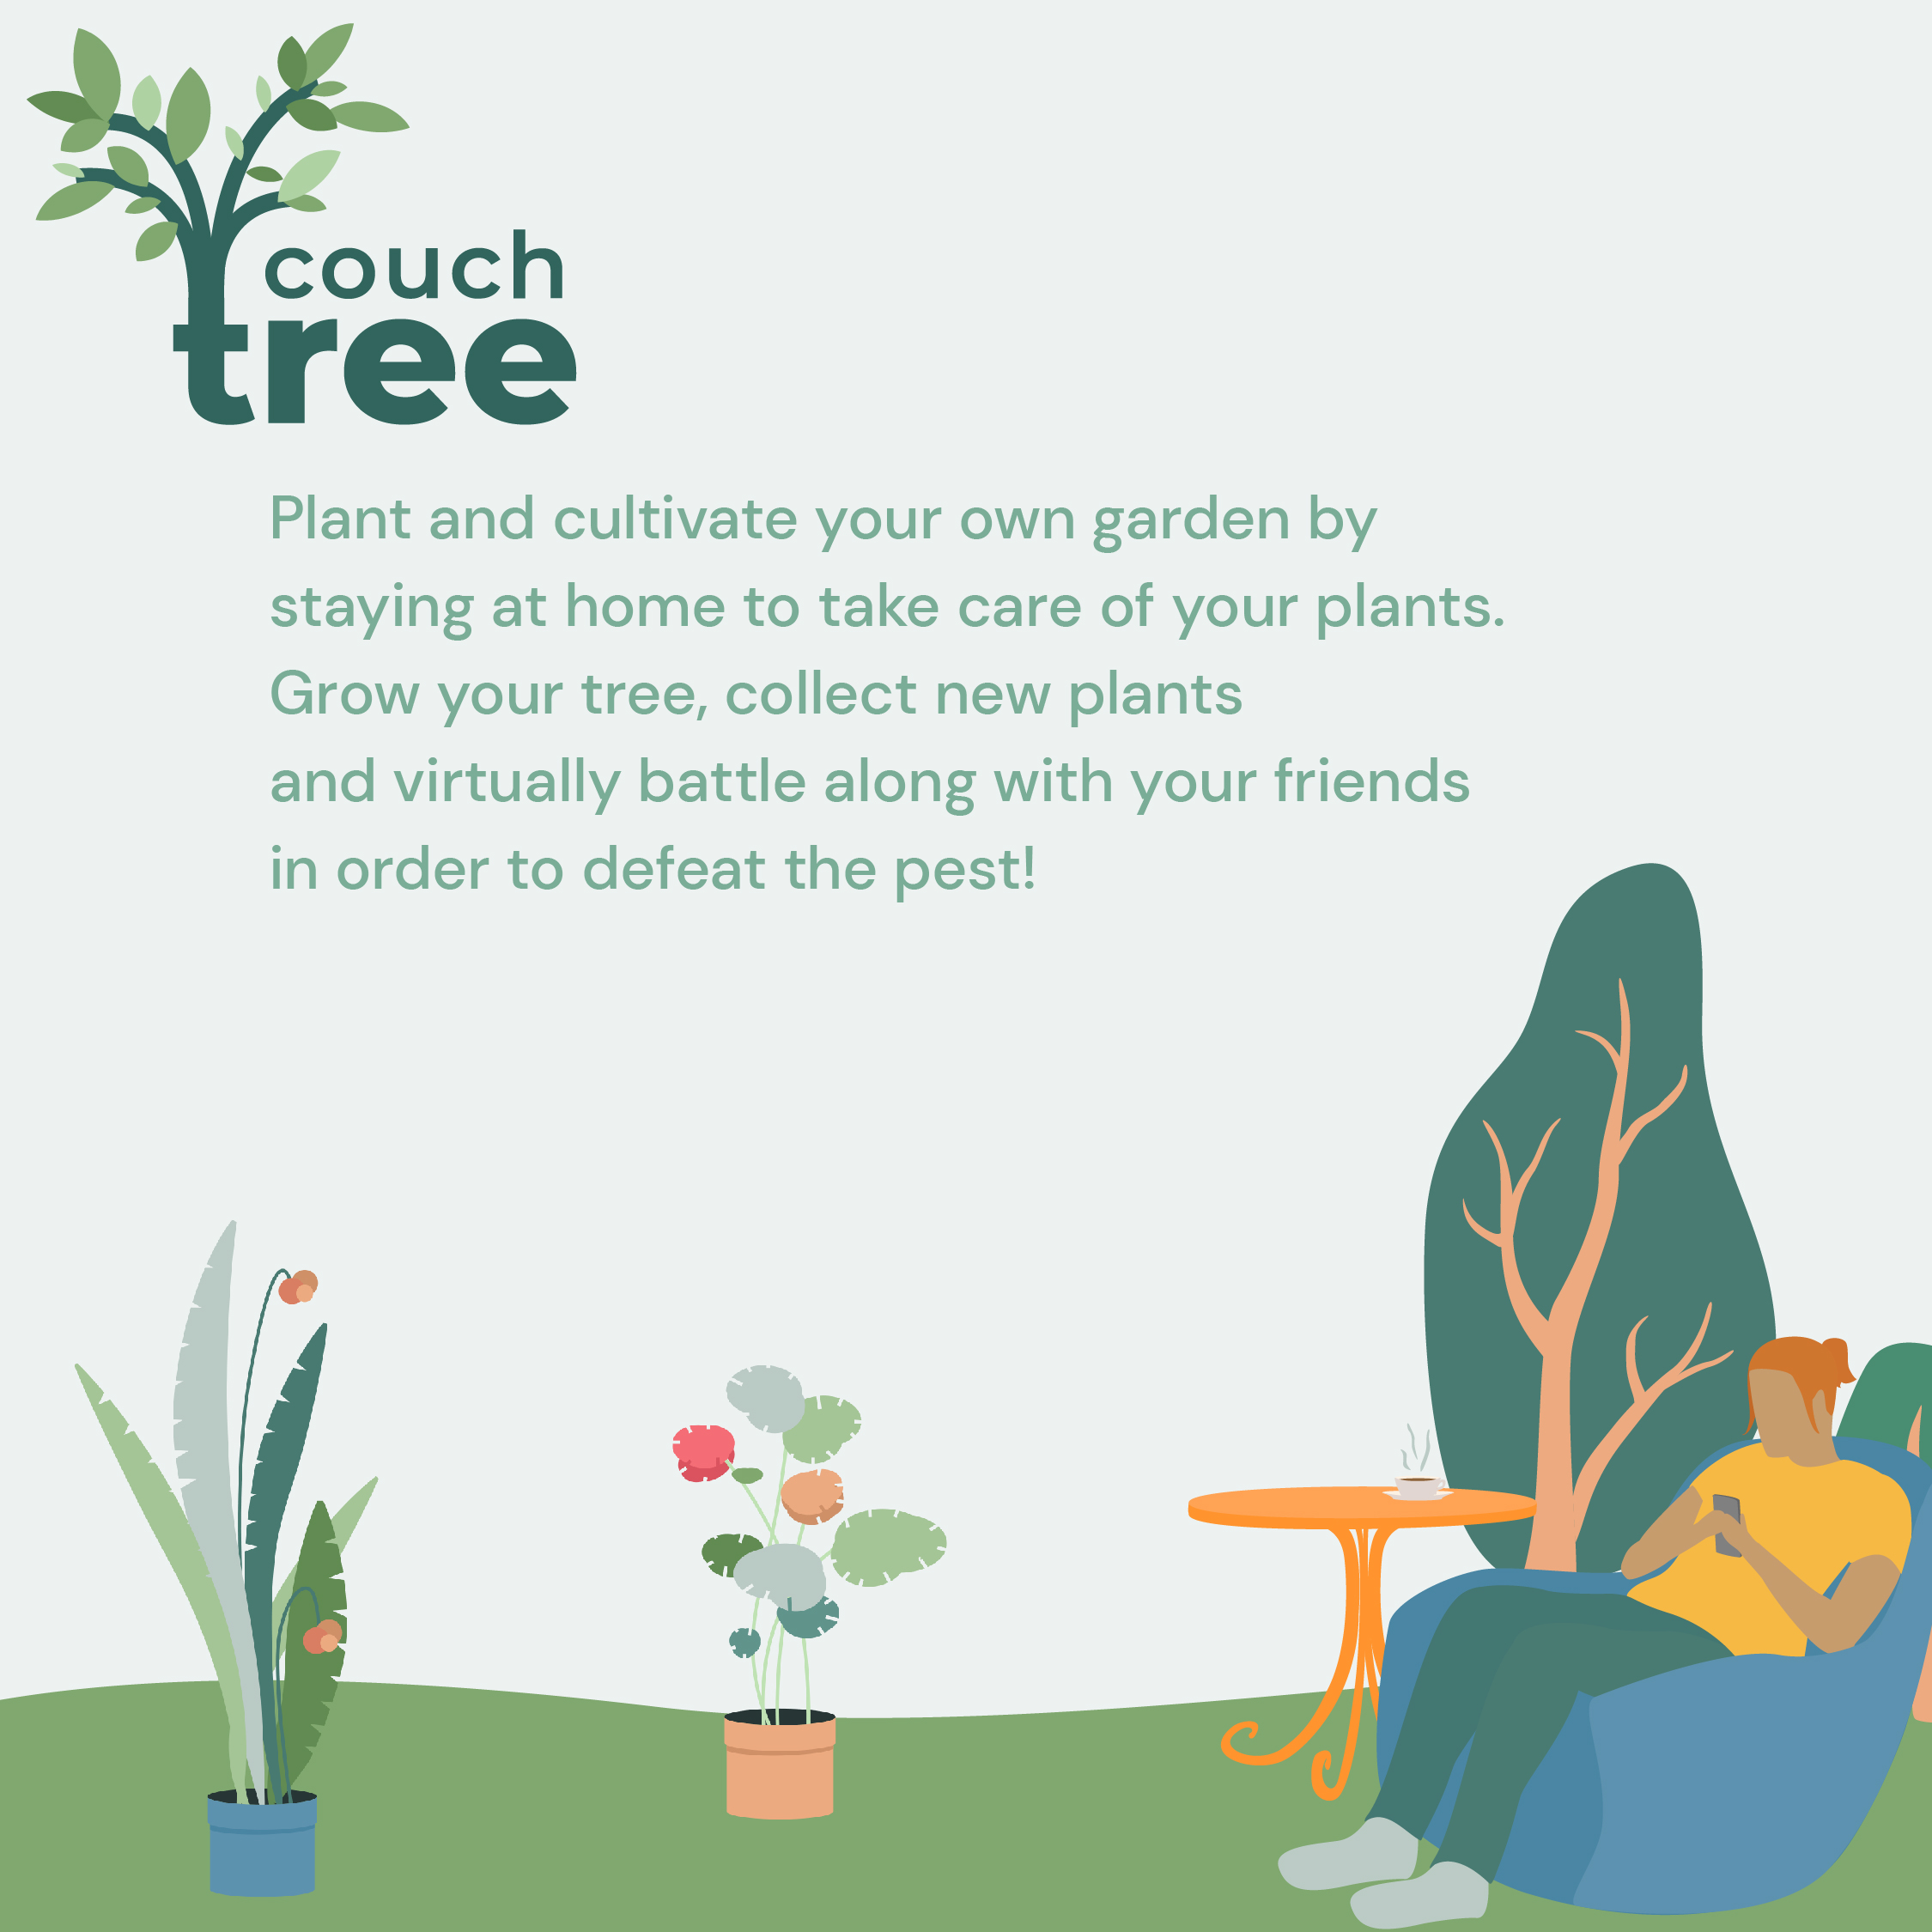 couch
tree
Plant and cultivate your own garden by
staying at home to take care of your plants.
Grow your tree, collect new plants
and virtually battle along with your friends
in order to defeat the pest!